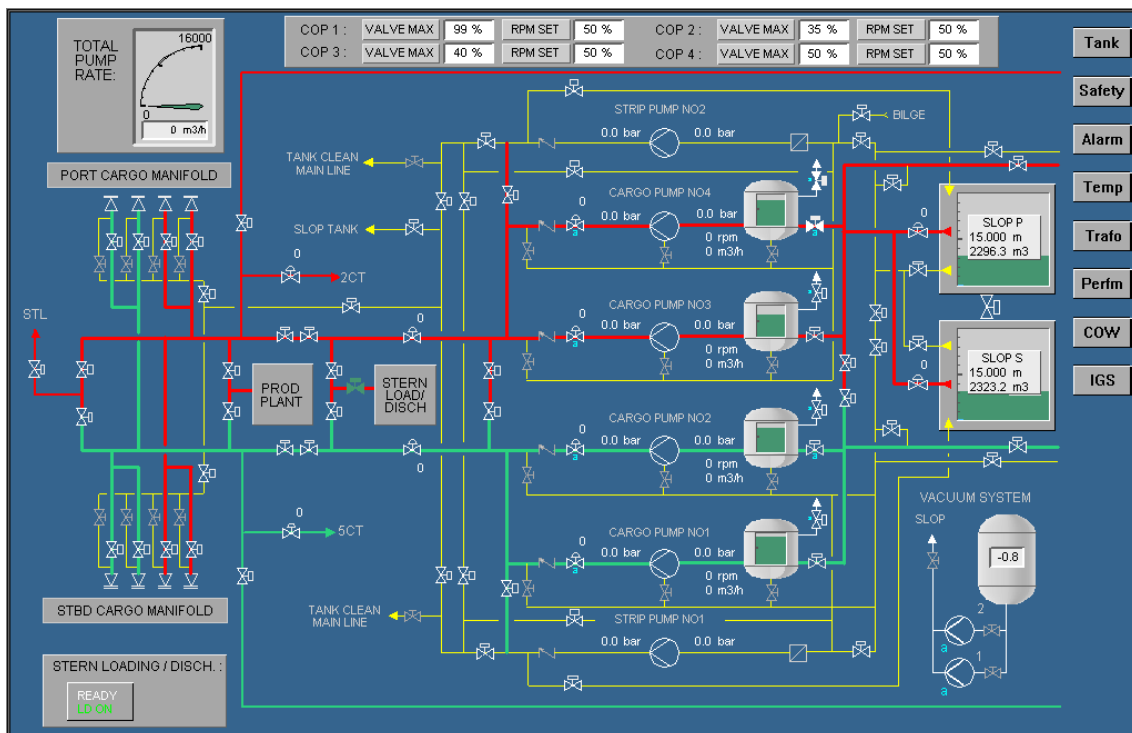 COP 1 : VALVE MAX 99 % RPM SET 50 % COP 2 : VALVE MAX 35 % RPM SET 50 %
COP 3 : VALVE MAX 40 % RPM SET 50 % COP 4 : VALVE MAX 50 % RPM SET 50 %
TOTAL
PUMP
RATE:
16000
0
0 m3/h
Tank
Safety
Alarm
Temp
Trafo
Perfm
COW
IGS
STRIP PUMP NO2
0.0 bar 0.0 bar
BILGE
TANK CLEAN
MAIN LINE
PORT CARGO MANIFOLD
CARGO PUMP NO4
0
0.0 bar 0.0 bar
a a
0 rpm
0 m3/h
SLOP TANK
0
SLOP P
15.000 m
2296.3 m3
0
2CT
CARGO PUMP NO3
0
0.0 bar 0.0 bar
a
0 rpm
0 m3/h
STL
0
PROD
PLANT
STERN
LOAD/
DISCH
0
SLOP S
15.000 m
2323.2 m3
CARGO PUMP NO2
0
0.0 bar 0.0 bar
a a
0 rpm
0 m3/h
0
0
5CT
CARGO PUMP NO1
0
0.0 bar 0.0 bar
a
0 rpm
0 m3/h
VACUUM SYSTEM
SLOP
-0.8
2
a
1
a
STBD CARGO MANIFOLD
TANK CLEAN
MAIN LINE
STRIP PUMP NO1
0.0 bar 0.0 bar
STERN LOADING / DISCH. :
READY
LD ON